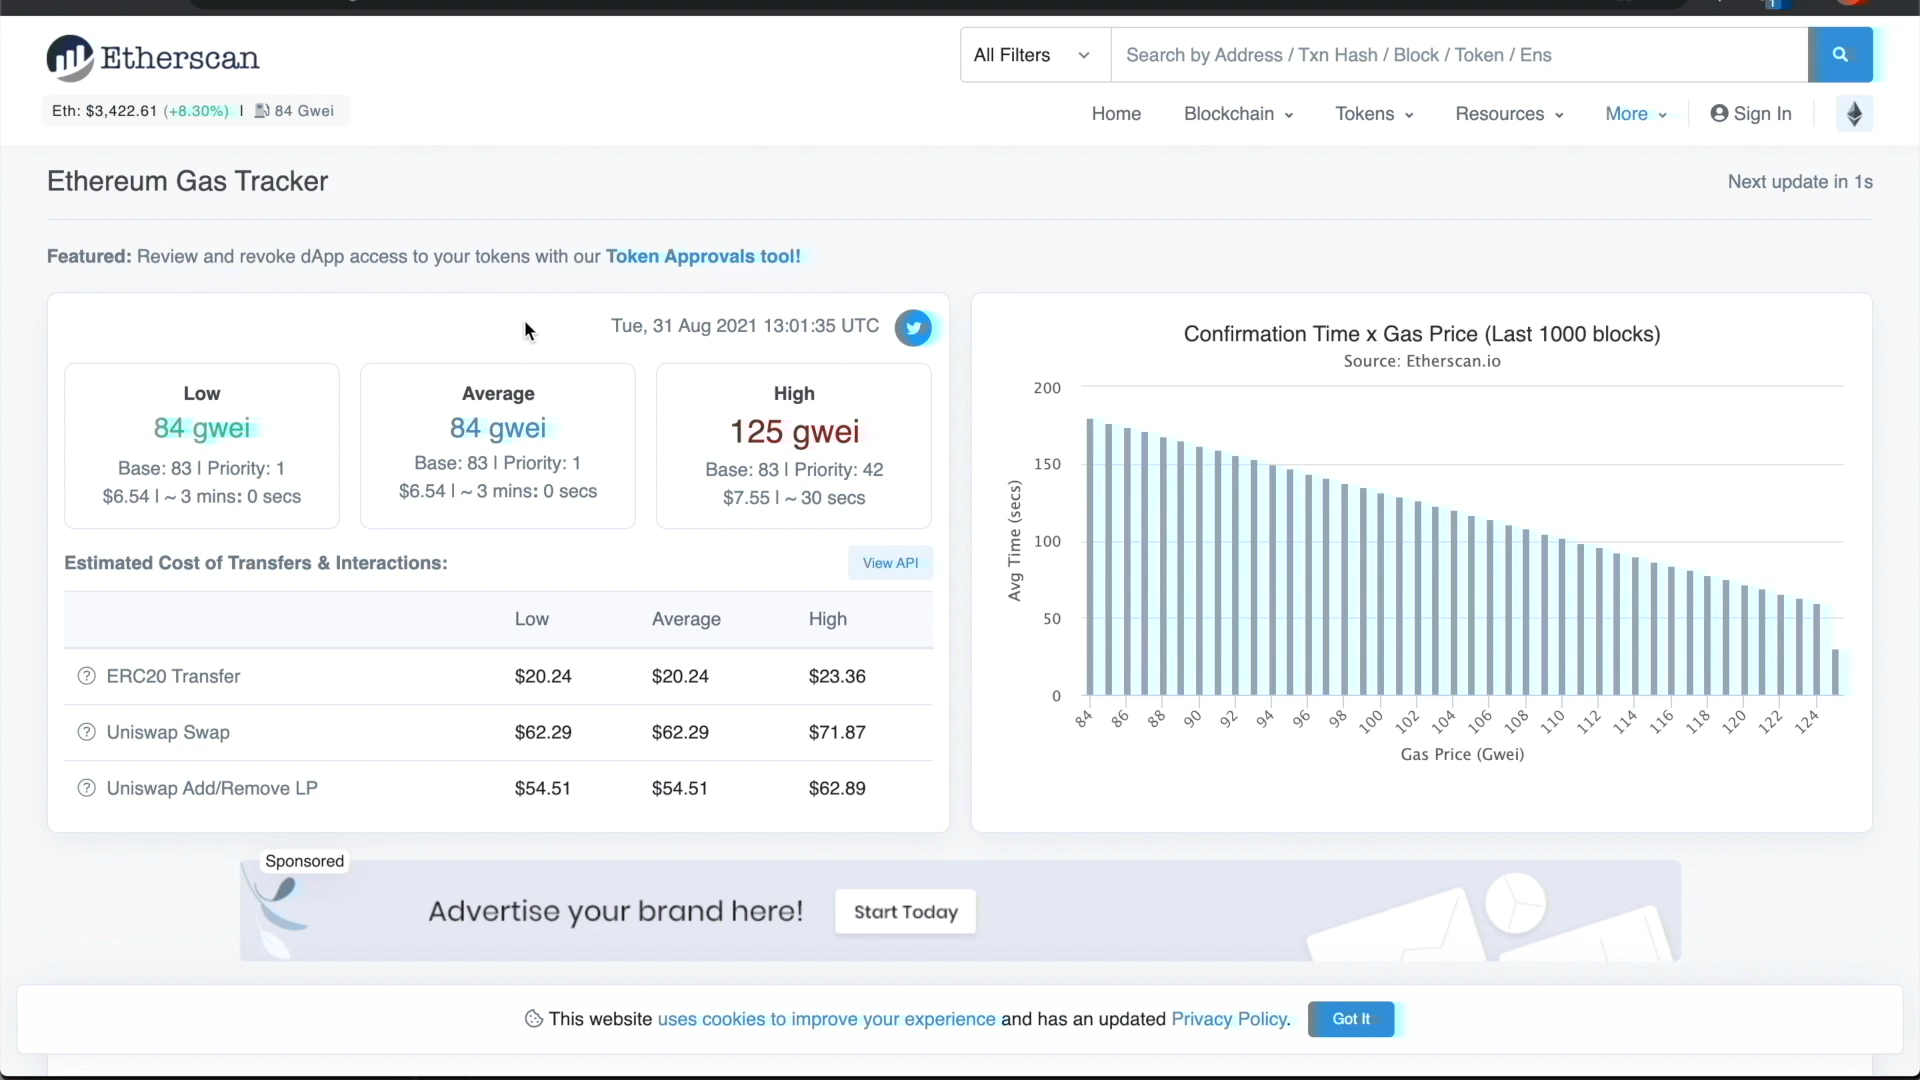 Etherscan
All Filters
Search by Address / Txn Hash / Block / Token / Ens
Eth: $3,422.61 (+8.30%) | 84 Gwei
Home Blockchain Tokens Resources More Sign In
1
Ethereum Gas Tracker
Next update in 1s
Featured: Review and revoke dApp access to your tokens with our Token Approvals tool!
Tue, 31 Aug 2021 13:01:35 UTC
Low
84 gwei
Base: 83 | Priority: 1
$6.54 | ~ 3 mins: 0 secs
Average
84 gwei
Base: 83 | Priority: 1
$6.54 | ~ 3 mins: 0 secs
High
125 gwei
Base: 83 | Priority: 42
$7.55 | ~ 30 secs
Estimated Cost of Transfers & Interactions:
View API
Low Average High
ERC20 Transfer $20.24 $20.24 $23.36
Uniswap Swap $62.29 $62.29 $71.87
Uniswap Add/Remove LP $54.51 $54.51 $62.89
Confirmation Time x Gas Price (Last 1000 blocks)
Source: Etherscan.io
Avg Time (secs)
200
150
100
50
0
84 86 88 90 92 94 96 98 100 102 104 106 108 110 112 114 116 118 120 122 124
Gas Price (Gwei)
Sponsored
Advertise your brand here!
Start Today
This website uses cookies to improve your experience and has an updated Privacy Policy.
Got It